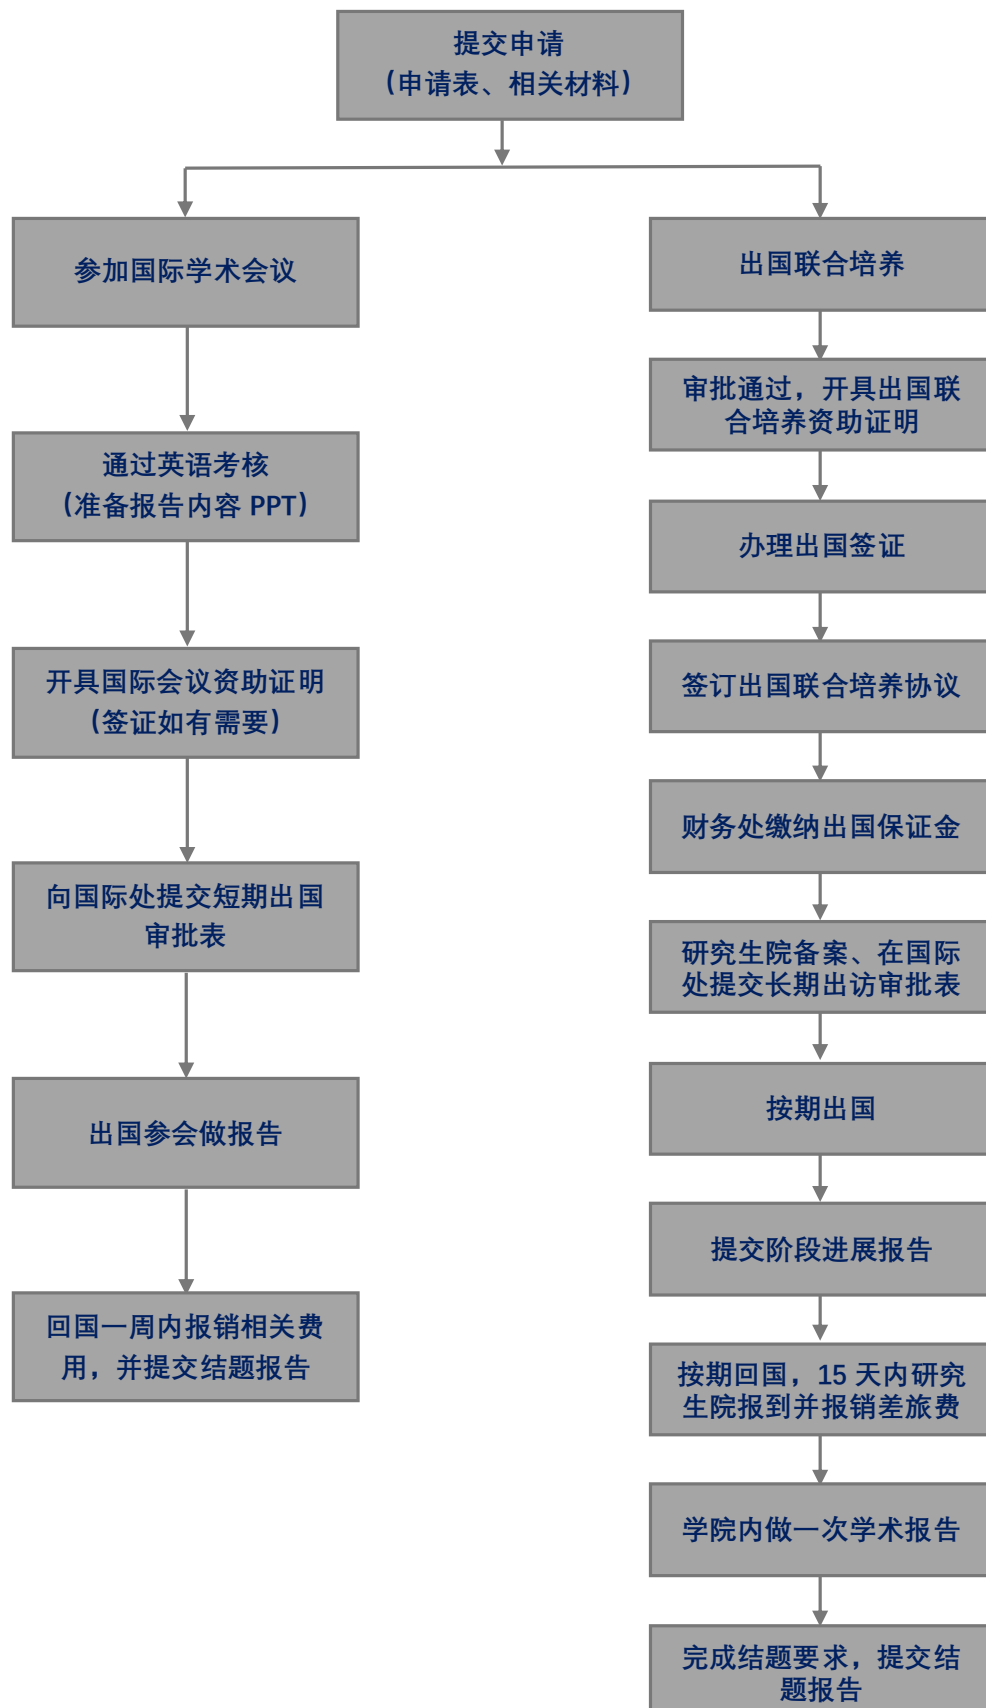 提交申请
(申请表、相关材料)
参加国际学术会议
通过英语考核
(准备报告内容 PPT)
开具国际会议资助证明
(签证如有需要)
向国际处提交短期出国
审批表
出国参会做报告
回国一周内报销相关费
用，并提交结题报告
出国联合培养
审批通过，开具出国联
合培养资助证明
办理出国签证
签订出国联合培养协议
财务处缴纳出国保证金
研究生院备案、在国际
处提交长期出访审批表
按期出国
提交阶段进展报告
按期回国，15 天内研究
生院报到并报销差旅费
学院内做一次学术报告
完成结题要求，提交结
题报告